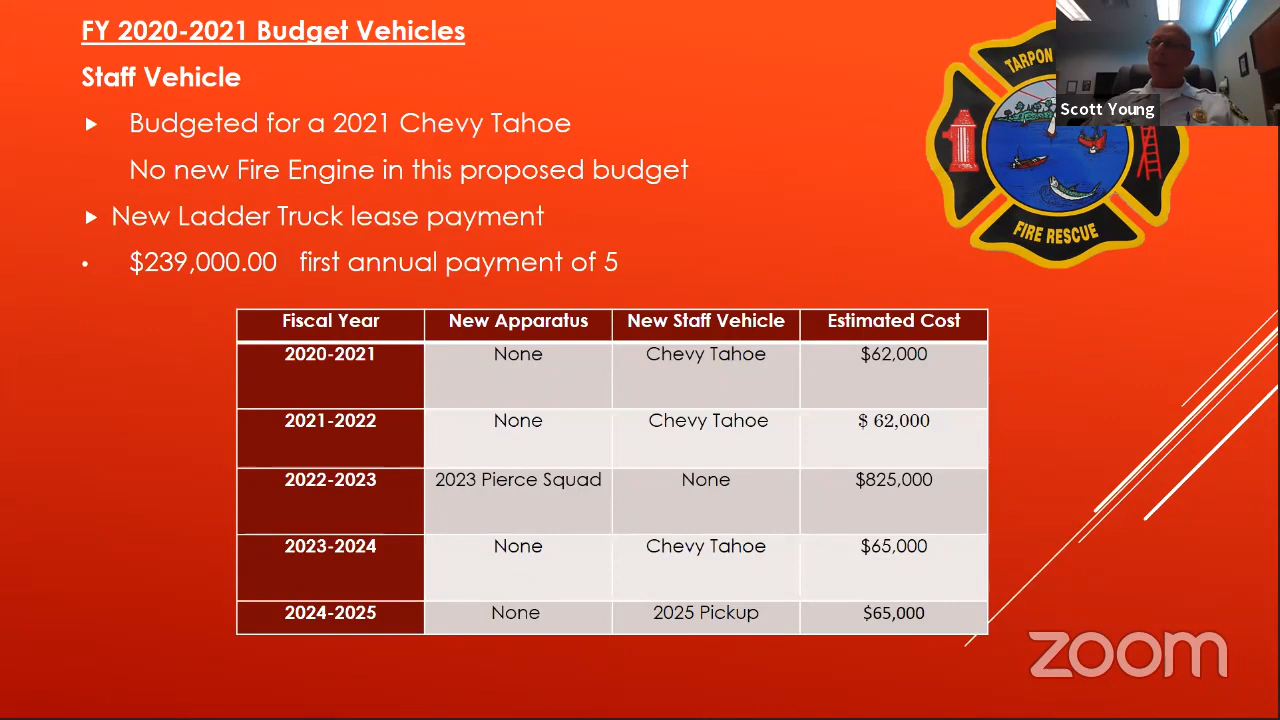 FY 2020-2021 Budget Vehicles
Staff Vehicle
Budgeted for a 2021 Chevy Tahoe
No new Fire Engine in this proposed budget
New Ladder Truck lease payment
• $239,000.00 first annual payment of 5
TARPON
FIRE RESCUE
Scott Young
Fiscal Year New Apparatus New Staff Vehicle Estimated Cost
2020-2021 None Chevy Tahoe $62,000
2021-2022 None Chevy Tahoe $ 62,000
2022-2023 2023 Pierce Squad None $825,000
2023-2024 None Chevy Tahoe $65,000
2024-2025 None 2025 Pickup $65,000
zoom